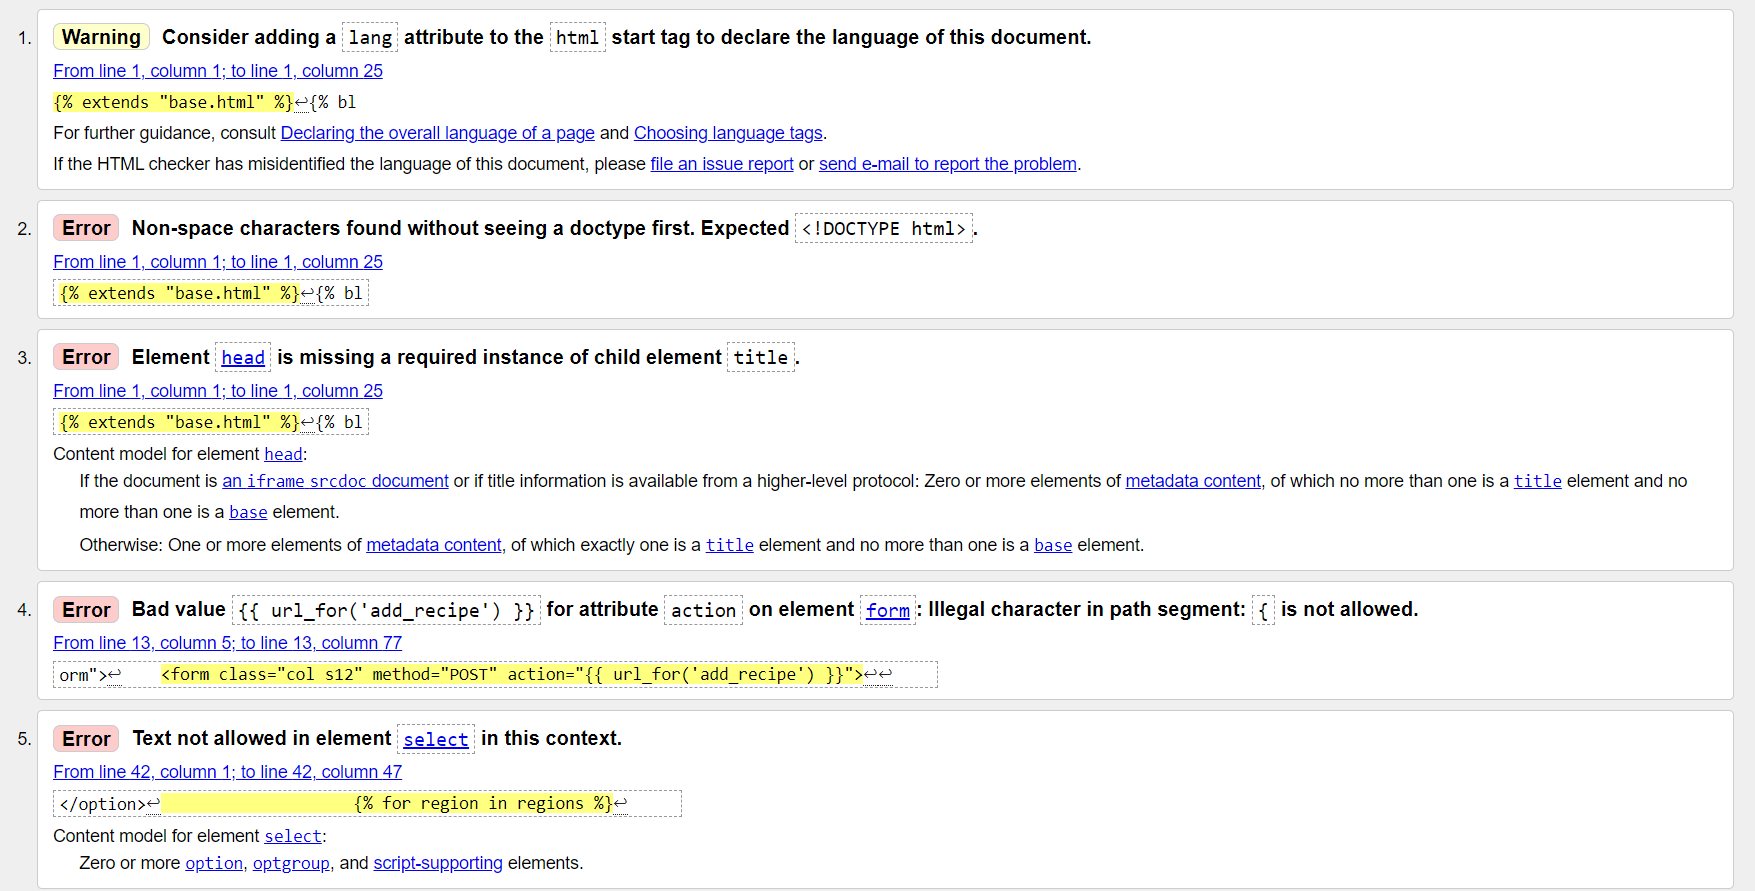 1. Warning Consider adding a lang attribute to the html start tag to declare the language of this document.
From line 1, column 1; to line 1, column 25
{% extends "base.html" %}↩{% bl
For further guidance, consult Declaring the overall language of a page and Choosing language tags.
If the HTML checker has misidentified the language of this document, please file an issue report or send e-mail to report the problem.
2. Error Non-space characters found without seeing a doctype first. Expected <!DOCTYPE html>.
From line 1, column 1; to line 1, column 25
{% extends "base.html" %}↩{% bl
3. Error Element head is missing a required instance of child element title.
From line 1, column 1; to line 1, column 25
{% extends "base.html" %}↩{% bl
Content model for element head:
If the document is an iframe srcdoc document or if title information is available from a higher-level protocol: Zero or more elements of metadata content, of which no more than one is a title element and no
more than one is a base element.
Otherwise: One or more elements of metadata content, of which exactly one is a title element and no more than one is a base element.
4. Error Bad value {{ url_for('add_recipe') }} for attribute action on element form: Illegal character in path segment: { is not allowed.
From line 13, column 5; to line 13, column 77
orm">↩ <form class="col s12" method="POST" action="{{ url_for('add_recipe') }}">↩↩
5. Error Text not allowed in element select in this context.
From line 42, column 1; to line 42, column 47
</option>↩ {% for region in regions %}↩
Content model for element select:
Zero or more option, optgroup, and script-supporting elements.